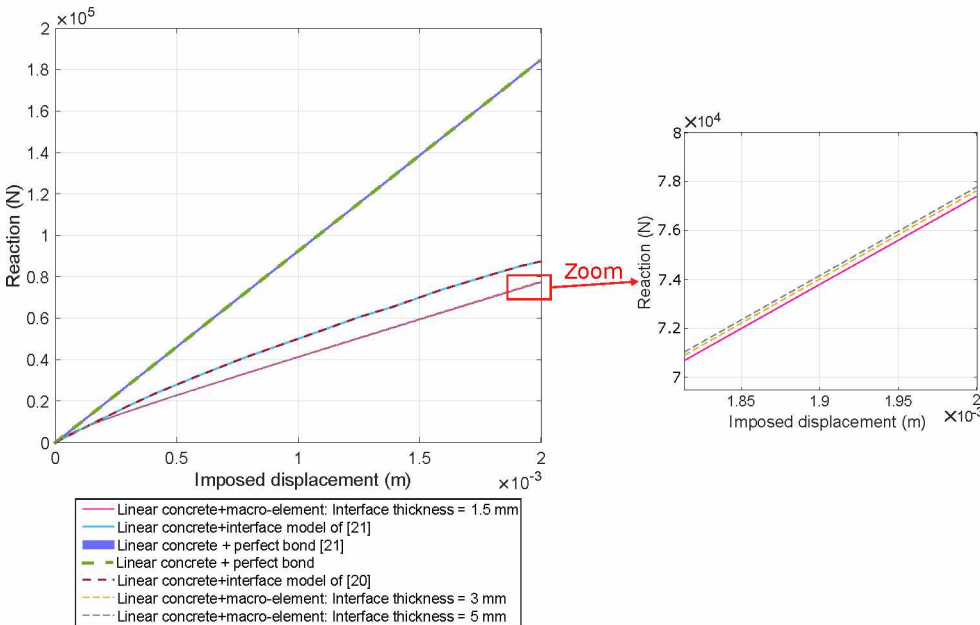 ×10⁵
2
1.8
1.6
1.4
1.2
1
0.8
0.6
0.4
0.2
0
Reaction (N)
0 0.5 1 1.5 2
Imposed displacement (m) ×10⁻³
Zoom
×10⁴
8
7.8
7.6
7.4
7.2
7
Reaction (N)
1.85 1.9 1.95 2
Imposed displacement (m) ×10⁻³
Linear concrete+macro-element: Interface thickness = 1.5 mm
Linear concrete+interface model of [21]
Linear concrete + perfect bond [21]
Linear concrete + perfect bond
Linear concrete+interface model of [20]
Linear concrete+macro-element: Interface thickness = 3 mm
Linear concrete+macro-element: Interface thickness = 5 mm